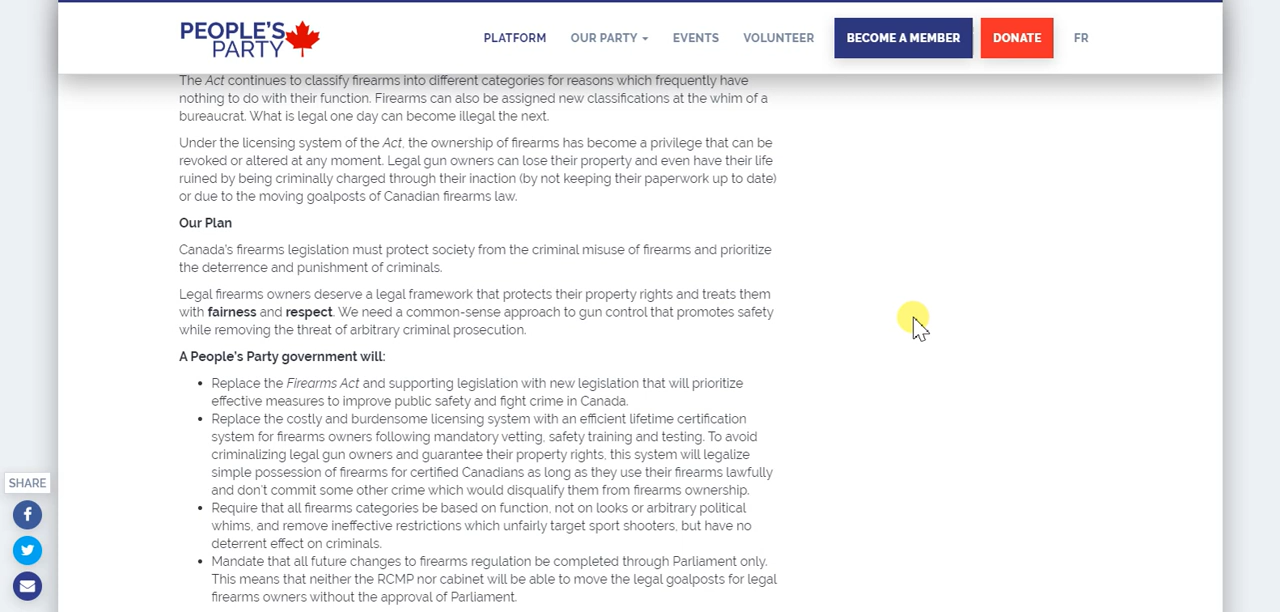 PEOPLE'S
PARTY
PLATFORM
OUR PARTY
EVENTS
VOLUNTEER
BECOME A MEMBER
DONATE
FR
The Act continues to classify firearms into different categories for reasons which frequently have
nothing to do with their function. Firearms can also be assigned new classifications at the whim of a
bureaucrat. What is legal one day can become illegal the next.
Under the licensing system of the Act, the ownership of firearms has become a privilege that can be
revoked or altered at any moment. Legal gun owners can lose their property and even have their life
ruined by being criminally charged through their inaction (by not keeping their paperwork up to date)
or due to the moving goalposts of Canadian firearms law.
Our Plan
Canada's firearms legislation must protect society from the criminal misuse of firearms and prioritize
the deterrence and punishment of criminals.
Legal firearms owners deserve a legal framework that protects their property rights and treats them
with fairness and respect. We need a common-sense approach to gun control that promotes safety
while removing the threat of arbitrary criminal prosecution.
A People's Party government will:
• Replace the Firearms Act and supporting legislation with new legislation that will prioritize
effective measures to improve public safety and fight crime in Canada.
• Replace the costly and burdensome licensing system with an efficient lifetime certification
system for firearms owners following mandatory vetting, safety training and testing. To avoid
criminalizing legal gun owners and guarantee their property rights, this system will legalize
simple possession of firearms for certified Canadians as long as they use their firearms lawfully
and don't commit some other crime which would disqualify them from firearms ownership.
• Require that all firearms categories be based on function, not on looks or arbitrary political
whims, and remove ineffective restrictions which unfairly target sport shooters, but have no
deterrent effect on criminals.
• Mandate that all future changes to firearms regulation be completed through Parliament only.
This means that neither the RCMP nor cabinet will be able to move the legal goalposts for legal
firearms owners without the approval of Parliament.
SHARE